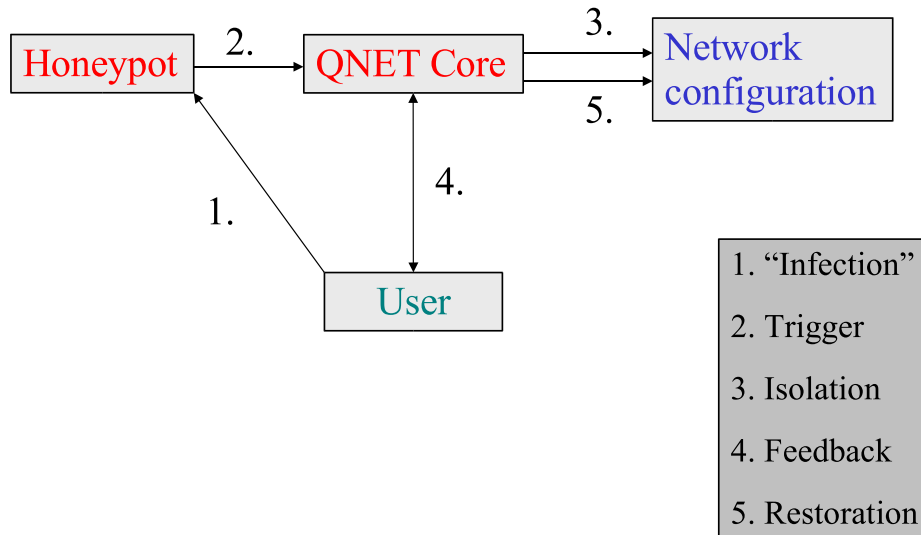 Honeypot
2.
QNET Core
3.
5.
Network
configuration
1.
4.
User
1. “Infection”
2. Trigger
3. Isolation
4. Feedback
5. Restoration